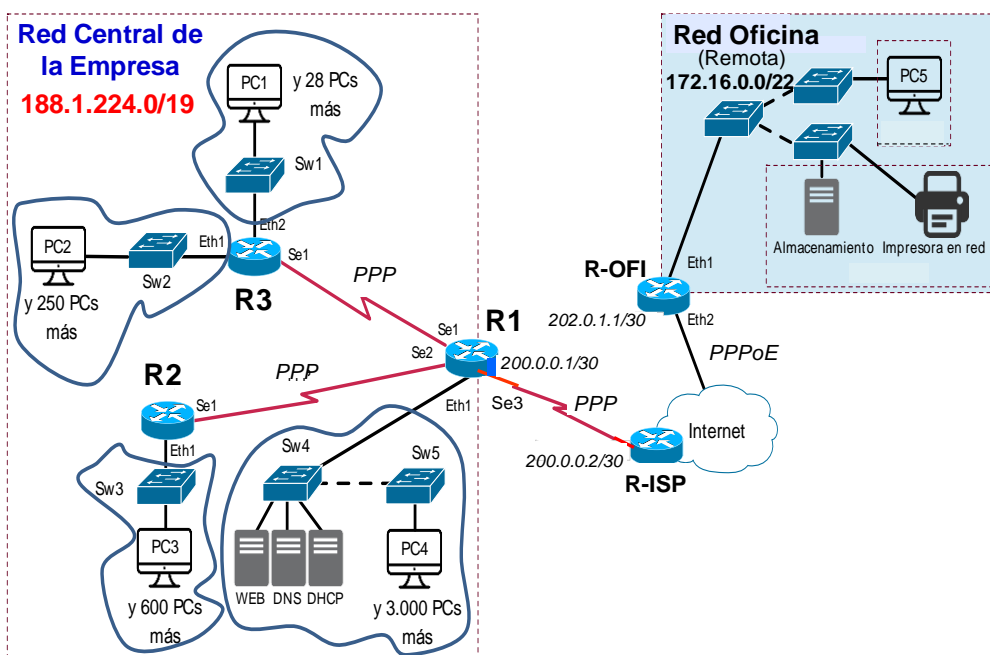 Red Central de
la Empresa
188.1.224.0/19
PC1
y 28 PCs
más
Sw1
Eth2
PC2
Sw2
Eth1
y 250 PCs
más
R3
Se1
PPP
Se1
R1
Se2
200.0.0.1/30
R2
PPP
Se1
Eth1
Se3
PPP
Eth1
Sw3
PC3
y 600 PCs
más
Sw4
Sw5
WEB
DNS
DHCP
PC4
y 3.000 PCs
más
Red Oficina
(Remota)
172.16.0.0/22
PC5
Almacenamiento
Impresora en red
Eth1
R-OFI
202.0.1.1/30
Eth2
PPPoE
Internet
200.0.0.2/30
R-ISP